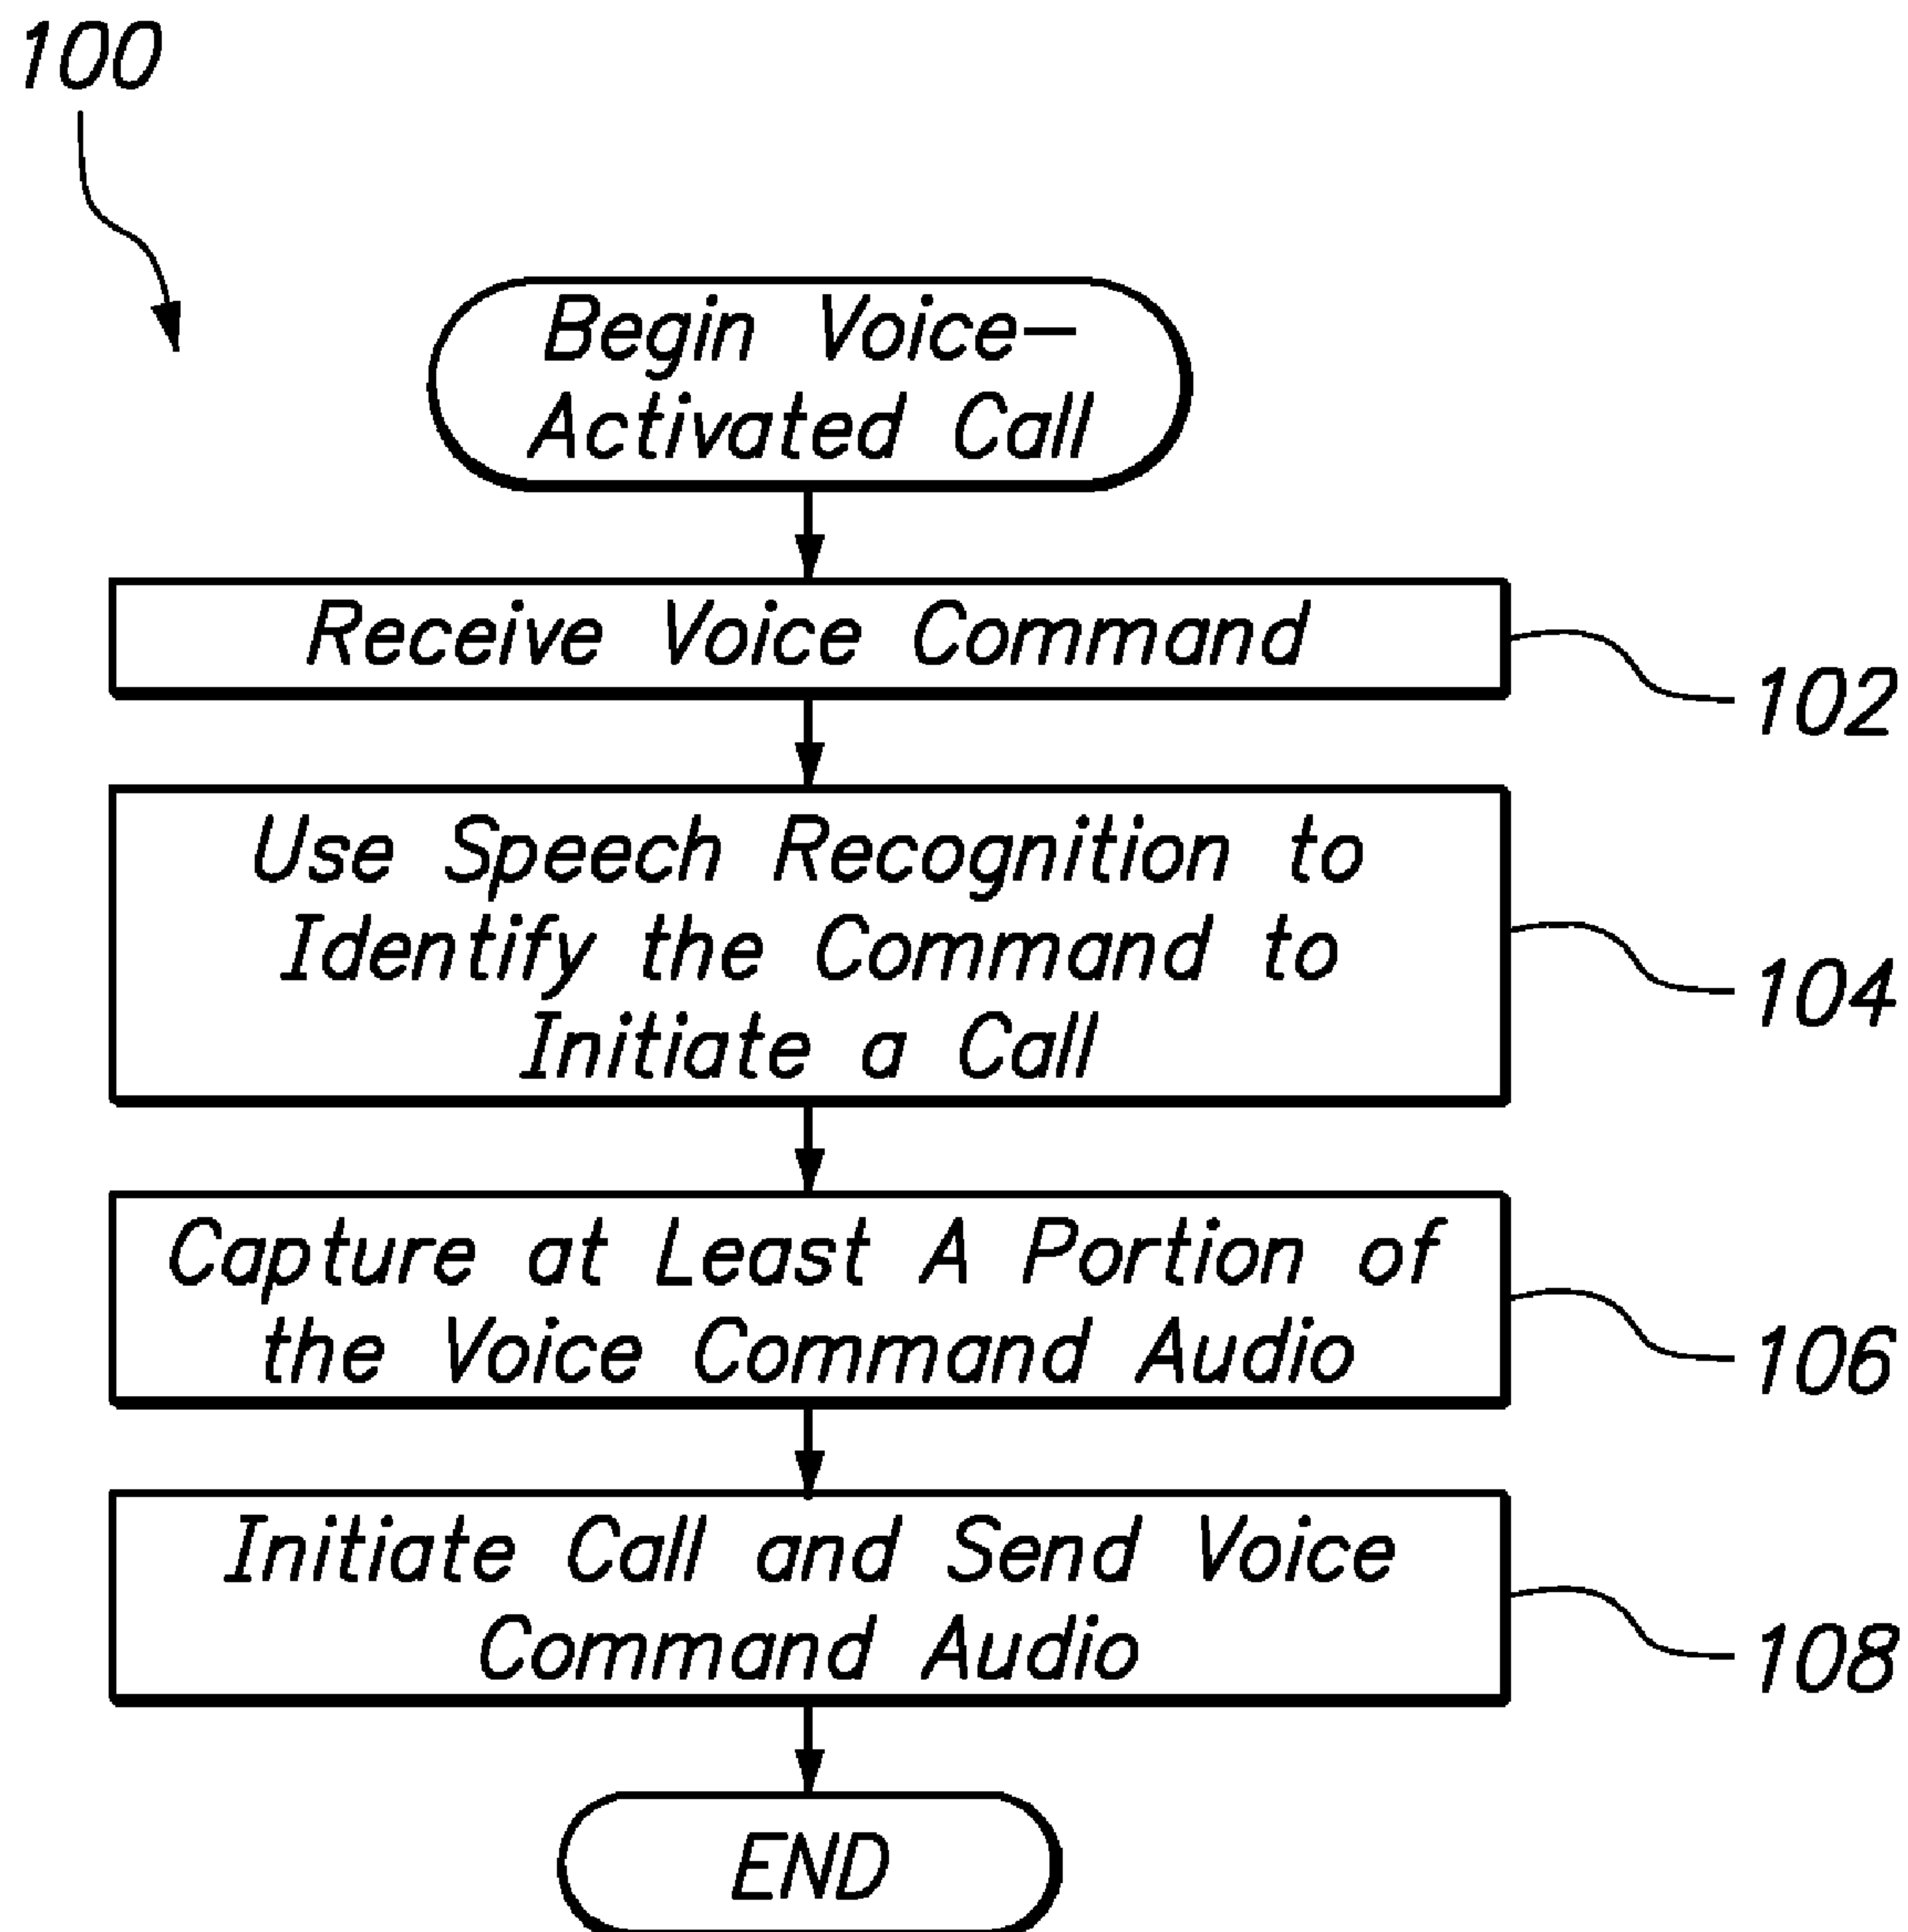 100
Begin Voice—
Activated Call
Receive Voice Command
102
Use Speech Recognition to
Identify the Command to
Initiate a Call
104
Capture at Least A Portion of
the Voice Command Audio
106
Initiate Call and Send Voice
Command Audio
108
END